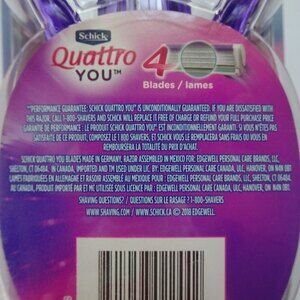 Schick
Quattro 4
YOU™
Blades / lames
"PERFORMANCE GUARANTEE: SCHICK QUATTRO YOU™ IS UNCONDITIONALLY GUARANTEED. IF YOU ARE DISSATISFIED WITH
THIS RAZOR, CALL 1-800-SHAVERS AND SCHICK WILL REPLACE IT FREE OF CHARGE OR REFUND YOUR FULL PURCHASE PRICE
GARANTIE DE PERFORMANCE : LE PRODUIT SCHICK QUATTRO YOU™ EST INCONDITIONNELLEMENT GARANTI. SI VOUS N'ÊTES PAS
SATISFAIT DE CE PRODUIT, COMPOSEZ LE 1 800 SHAVERS, ET SCHICK VOUS LE REMPLACERA SANS FRAIS OU VOUS EN
REMBOURSERA LA TOTALITÉ DU PRIX D'ACHAT.
SCHICK QUATTRO YOU BLADES MADE IN GERMANY, RAZOR ASSEMBLED IN MEXICO FOR: EDGEWELL PERSONAL CARE BRANDS, LLC,
SHELTON, CT 06484. IN CANADA, IMPORTED AND TM USED UNDER LIC. BY: EDGEWELL PERSONAL CARE CANADA, ULC, HANOVER, ON N4N 0B1
LAMES FABRIQUÉES EN ALLEMAGNE ET RASOIR ASSEMBLÉ AU MEXIQUE POUR : EDGEWELL PERSONAL CARE BRANDS, LLC, SHELTON, CT 06484.
AU CANADA, PRODUIT IMPORTÉ PAR ET MC UTILISÉE SOUS LICENCE PAR : EDGEWELL PERSONAL CARE CANADA, ULC, HANOVER, ON N4N 0B1.
SHAVING QUESTIONS? / QUESTIONS SUR LE RASAGE? 1-800-SHAVERS
WWW.SHAVING.COM / WWW.SCHICK.CA © 2018 EDGEWELL.